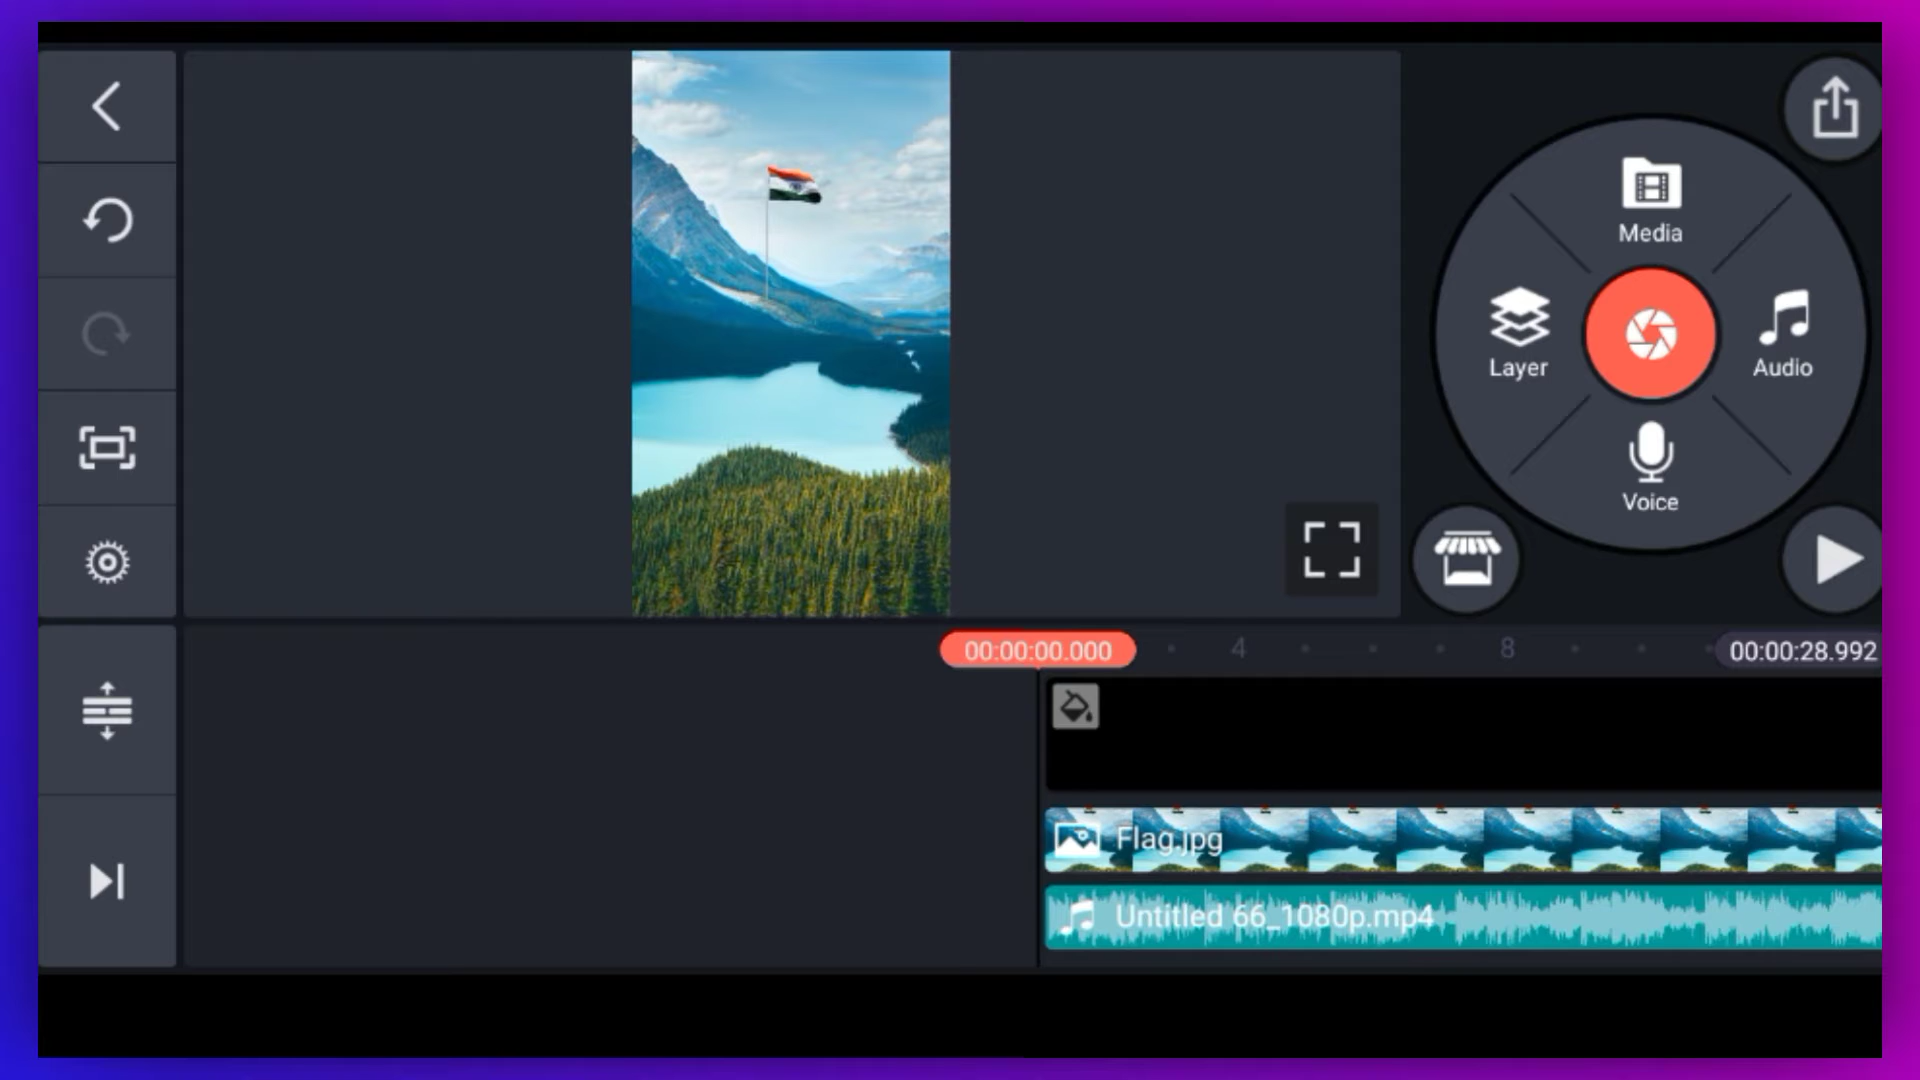 Media
Layer
Audio
Voice
00:00:00.000
4
8
00:00:28.992
Flag.jpg
Untitled 66_1080p.mp4